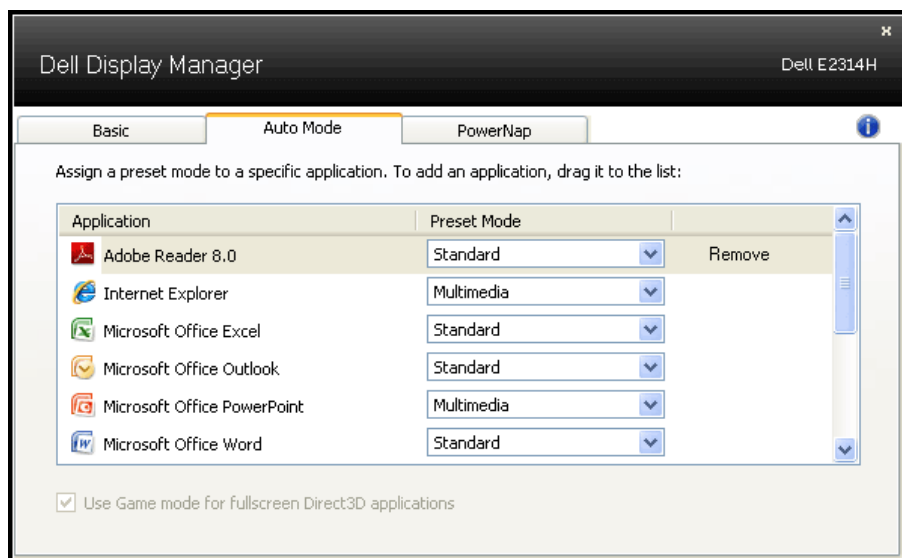 x
Dell Display Manager
Dell E2314H
Basic
Auto Mode
PowerNap
i
Assign a preset mode to a specific application. To add an application, drag it to the list:
Application
Preset Mode
Adobe Reader 8.0
Standard
Remove
Internet Explorer
Multimedia
Microsoft Office Excel
Standard
Microsoft Office Outlook
Standard
Microsoft Office PowerPoint
Multimedia
Microsoft Office Word
Standard
Use Game mode for fullscreen Direct3D applications